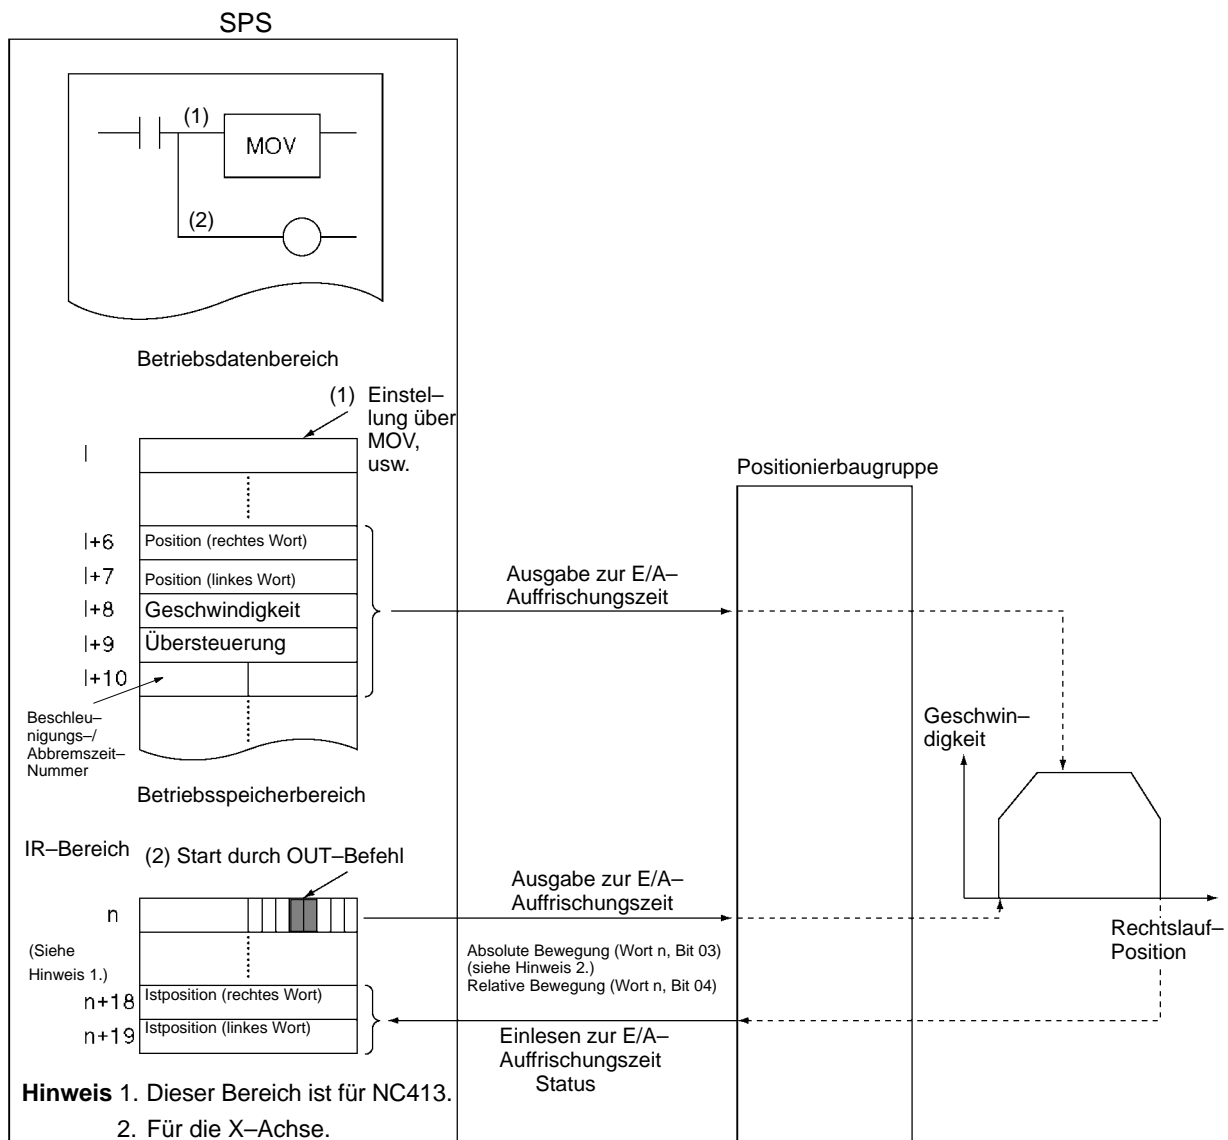 SPS
(1)
MOV
(2)
Betriebsdatenbereich
(1) Einstel–
lung über
MOV,
usw.
l
l+6 Position (rechtes Wort)
l+7 Position (linkes Wort)
l+8 Geschwindigkeit
l+9 Übersteuerung
l+10
Beschleu–
nigungs–/
Abbremszeit–
Nummer
Ausgabe zur E/A–
Auffrischungszeit
Positionierbaugruppe
Geschwin–
digkeit
Rechtslauf–
Position
Betriebsspeicherbereich
IR–Bereich
(2) Start durch OUT–Befehl
n
(Siehe
Hinweis 1.)
n+18 Istposition (rechtes Wort)
n+19 Istposition (linkes Wort)
Ausgabe zur E/A–
Auffrischungszeit
Absolute Bewegung (Wort n, Bit 03)
(siehe Hinweis 2.)
Relative Bewegung (Wort n, Bit 04)
Einlesen zur E/A–
Auffrischungszeit
Status
Hinweis 1. Dieser Bereich ist für NC413.
2. Für die X–Achse.